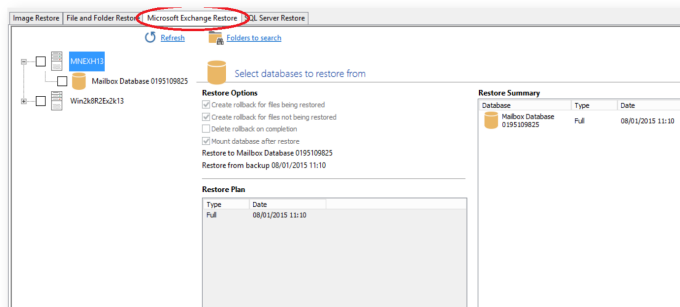 Image Restore File and Folder Restore Microsoft Exchange Restore SQL Server Restore
Refresh Folders to search
MNEXH13
Mailbox Database 0195109825
Win2k8R2Ex2k13
Select databases to restore from
Restore Options
Create rollback for files being restored
Create rollback for files not being restored
Delete rollback on completion
Mount database after restore
Restore to Mailbox Database 0195109825
Restore from backup 08/01/2015 11:10
Restore Plan
Type Date
Full 08/01/2015 11:10
Restore Summary
Database Type Date
Mailbox Database
0195109825 Full 08/01/2015 11:10